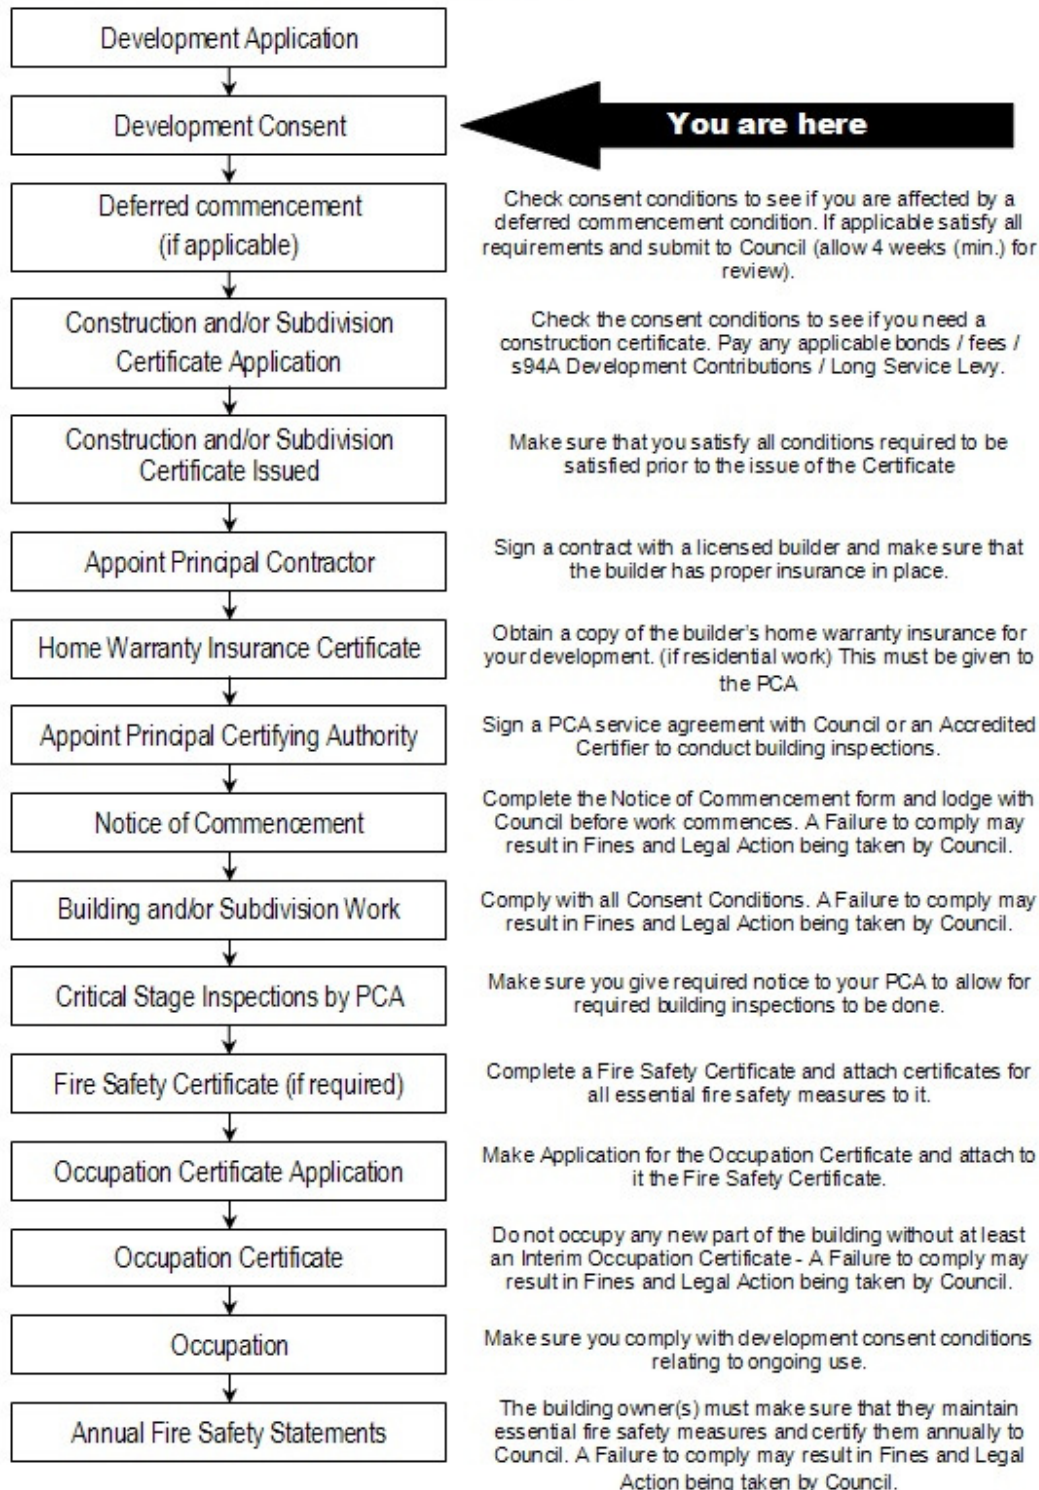 Development Application
Development Consent
You are here
Deferred commencement
(if applicable)
Check consent conditions to see if you are affected by a
deferred commencement condition. If applicable satisfy all
requirements and submit to Council (allow 4 weeks (min.) for
review).
Construction and/or Subdivision
Certificate Application
Check the consent conditions to see if you need a
construction certificate. Pay any applicable bonds / fees /
s94A Development Contributions / Long Service Levy.
Construction and/or Subdivision
Certificate Issued
Make sure that you satisfy all conditions required to be
satisfied prior to the issue of the Certificate
Appoint Principal Contractor
Sign a contract with a licensed builder and make sure that
the builder has proper insurance in place.
Home Warranty Insurance Certificate
Obtain a copy of the builder's home warranty insurance for
your development. (if residential work) This must be given to
the PCA
Appoint Principal Certifying Authority
Sign a PCA service agreement with Council or an Accredited
Certifier to conduct building inspections.
Notice of Commencement
Complete the Notice of Commencement form and lodge with
Council before work commences. A Failure to comply may
result in Fines and Legal Action being taken by Council.
Building and/or Subdivision Work
Comply with all Consent Conditions. A Failure to comply may
result in Fines and Legal Action being taken by Council.
Critical Stage Inspections by PCA
Make sure you give required notice to your PCA to allow for
required building inspections to be done.
Fire Safety Certificate (if required)
Complete a Fire Safety Certificate and attach certificates for
all essential fire safety measures to it.
Occupation Certificate Application
Make Application for the Occupation Certificate and attach to
it the Fire Safety Certificate.
Occupation Certificate
Do not occupy any new part of the building without at least
an Interim Occupation Certificate - A Failure to comply may
result in Fines and Legal Action being taken by Council.
Occupation
Make sure you comply with development consent conditions
relating to ongoing use.
Annual Fire Safety Statements
The building owner(s) must make sure that they maintain
essential fire safety measures and certify them annually to
Council. A Failure to comply may result in Fines and Legal
Action being taken by Council.